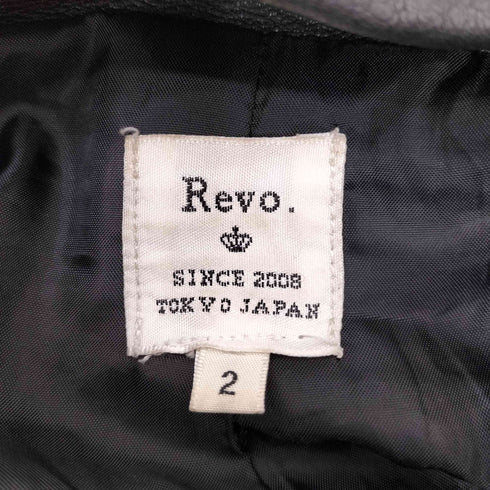 Revo.
SINCE 2008
TOKYO JAPAN
2